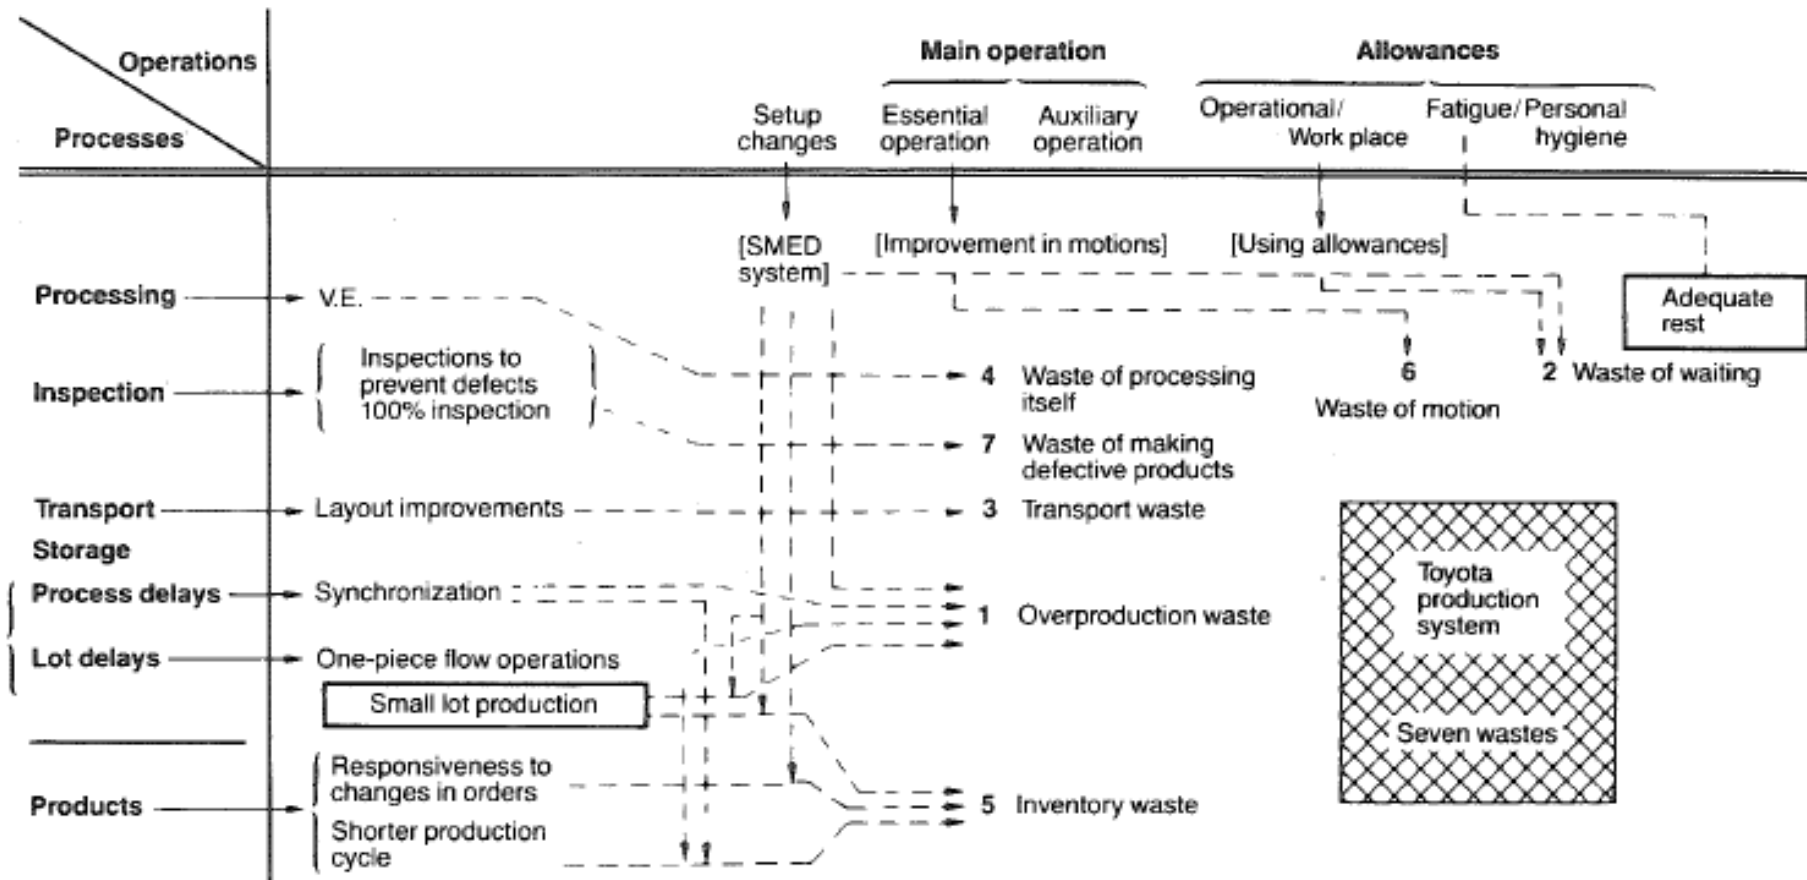 Operations
Processes
Main operation
Allowances
Setup
changes
Essential
operation
Auxiliary
operation
Operational/
Work place
Fatigue/Personal
hygiene
[SMED
system]
[Improvement in motions]
[Using allowances]
Adequate
rest
Processing
V.E.
Inspection
Inspections to
prevent defects
100% inspection
4 Waste of processing
itself
6
Waste of motion
2 Waste of waiting
7 Waste of making
defective products
Transport
Layout improvements
3 Transport waste
Storage
Process delays
Synchronization
1 Overproduction waste
Lot delays
One-piece flow operations
Small lot production
Toyota
production
system
Seven wastes
Products
Responsiveness to
changes in orders
Shorter production
cycle
5 Inventory waste